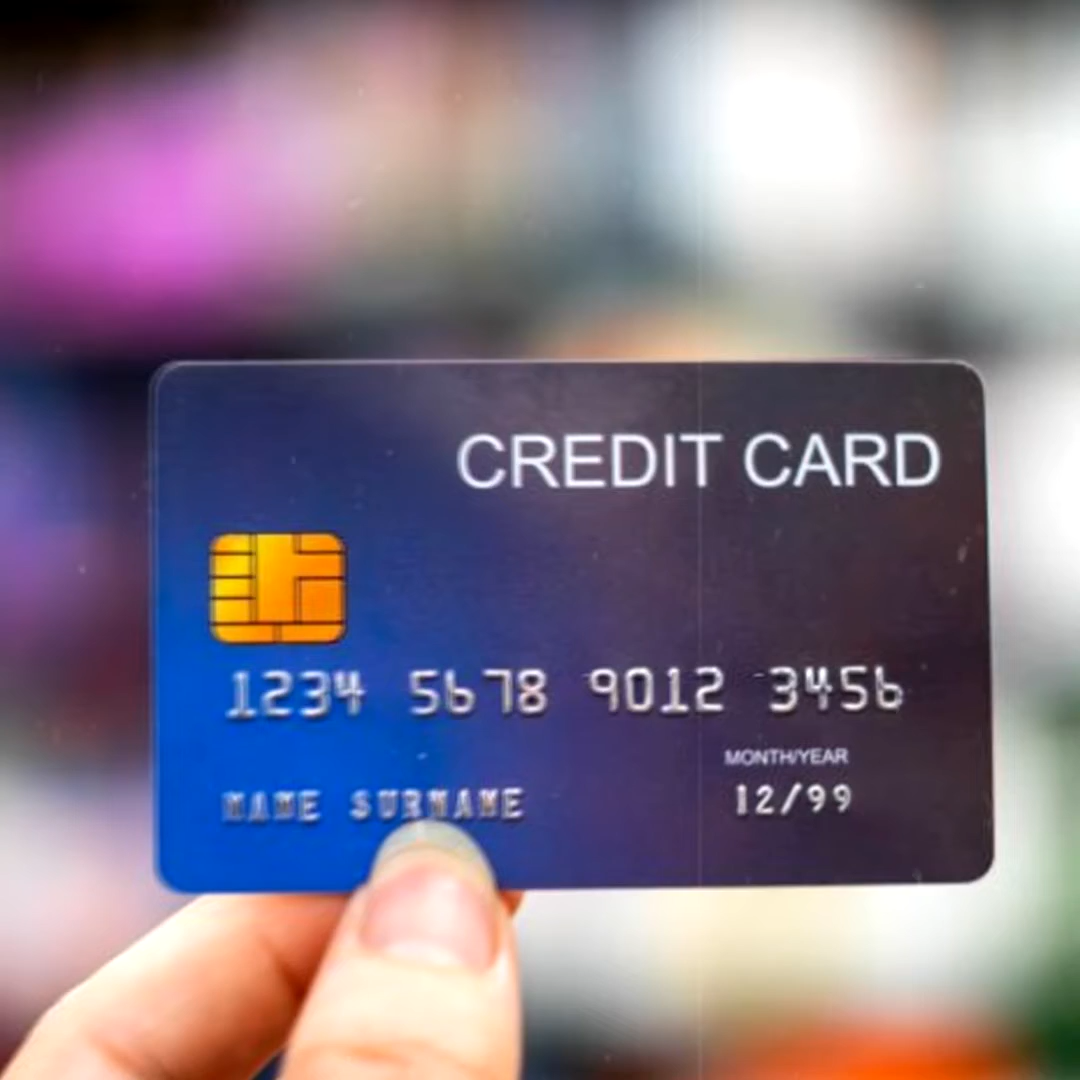 CREDIT CARD
1234 5678 9012 3456
MONTH/YEAR
12/99
NAME SURNAME